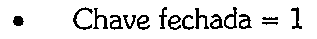 • Chave fechada = 1